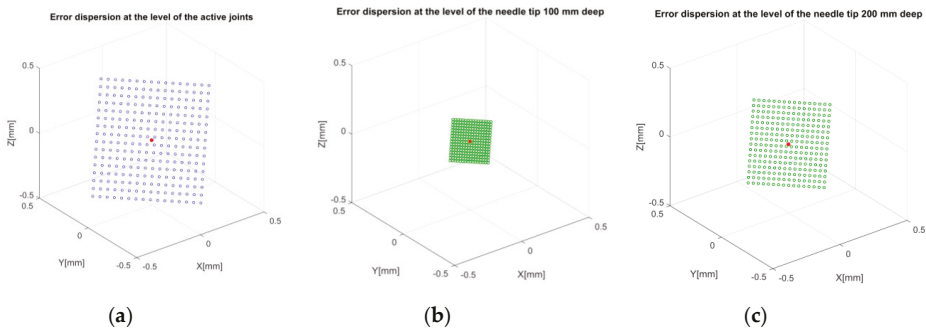 Error dispersion at the level of the active joints
0.5
0
-0.5
Z[mm]
0.5
0
-0.5
Y[mm]
-0.5
0
0.5
X[mm]
(a)
Error dispersion at the level of the needle tip 100 mm deep
0.5
0
-0.5
Z[mm]
0.5
0
-0.5
Y[mm]
-0.5
0
0.5
X[mm]
(b)
Error dispersion at the level of the needle tip 200 mm deep
0.5
0
-0.5
Z[mm]
0.5
0
-0.5
Y[mm]
-0.5
0
0.5
X[mm]
(c)